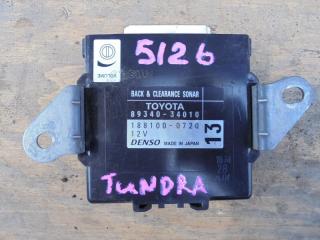 5126
BACK & CLEARANCE SONAR
TOYOTA
89340-34010
188100-0720
12V
DENSO MADE IN JAPAN
13
TUNDRA